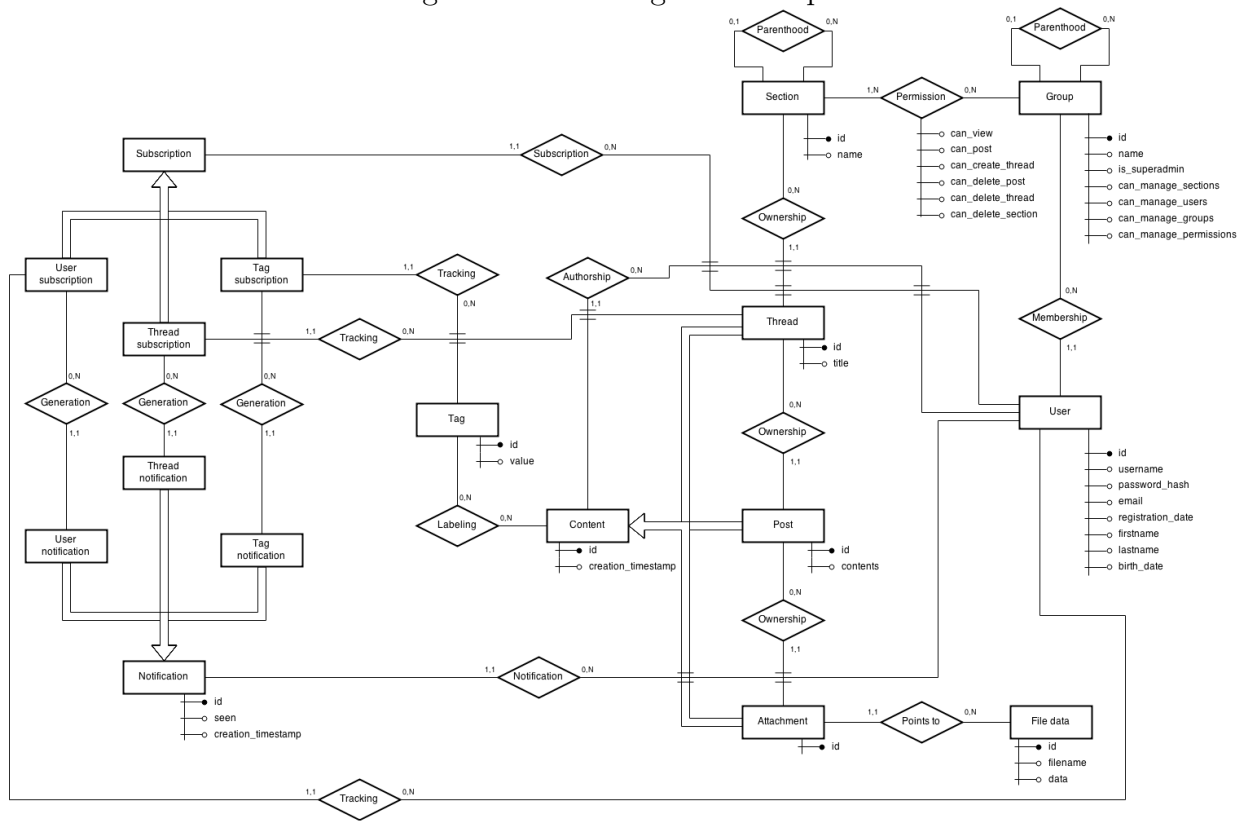 Parenthood
0,1
0,N
Parenthood
0,1
0,N
Section
1,N
Permission
0,N
Group
id
name
can_view
can_post
can_create_thread
can_delete_post
can_delete_thread
can_delete_section
id
name
is_superadmin
can_manage_sections
can_manage_users
can_manage_groups
can_manage_permissions
Subscription
1,1
Subscription
0,N
0,N
Ownership
1,1
User
subscription
Tag
subscription
1,1
Tracking
0,N
Authorship
0,N
1,1
Thread
subscription
1,1
Tracking
0,N
Thread
id
title
0,N
Membership
1,1
0,N
Generation
1,1
0,N
Generation
1,1
0,N
Generation
1,1
Tag
id
value
0,N
Ownership
1,1
User
id
username
password_hash
email
registration_date
firstname
lastname
birth_date
Thread
notification
User
notification
Tag
notification
0,N
Labeling
0,N
Content
id
creation_timestamp
Post
id
contents
0,N
Ownership
1,1
Notification
id
seen
creation_timestamp
1,1
Notification
0,N
Attachment
id
1,1
Points to
0,N
File data
id
filename
data
1,1
Tracking
0,N